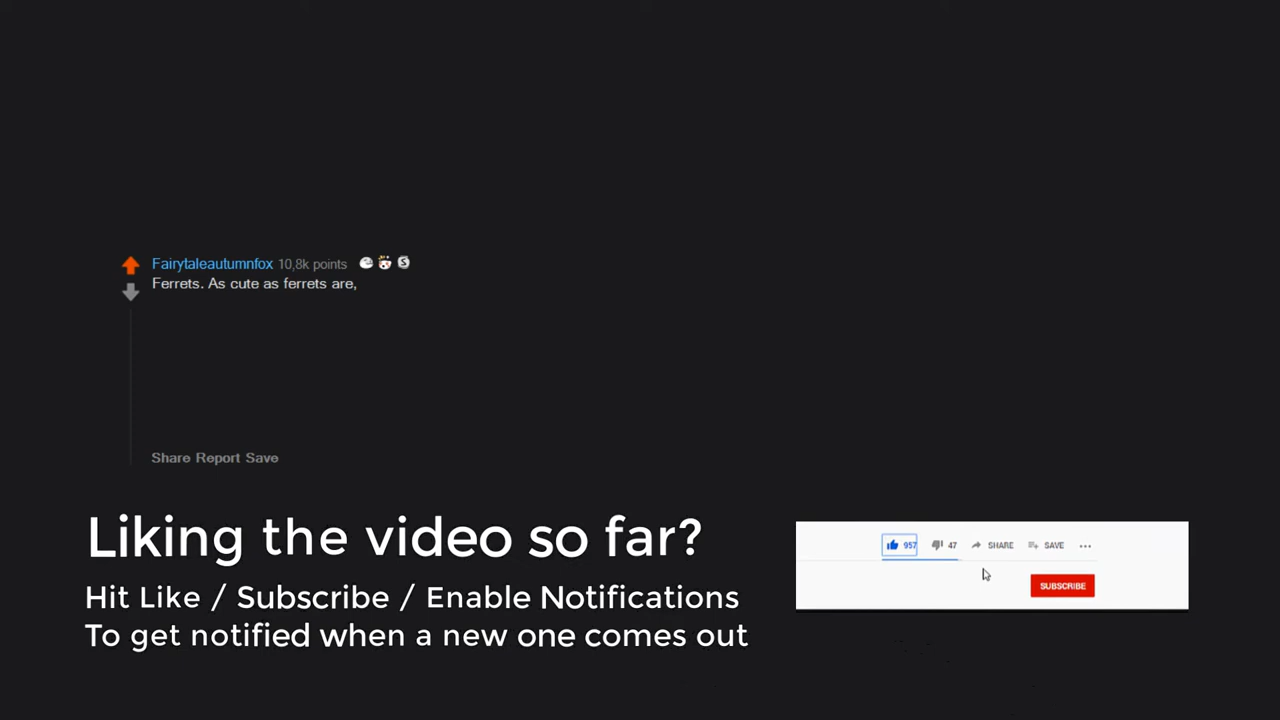 Fairytaleautumnfox 10,8k points
Ferrets. As cute as ferrets are,
Share Report Save
Liking the video so far?
Hit Like / Subscribe / Enable Notifications
To get notified when a new one comes out
957 47 SHARE SAVE
SUBSCRIBE